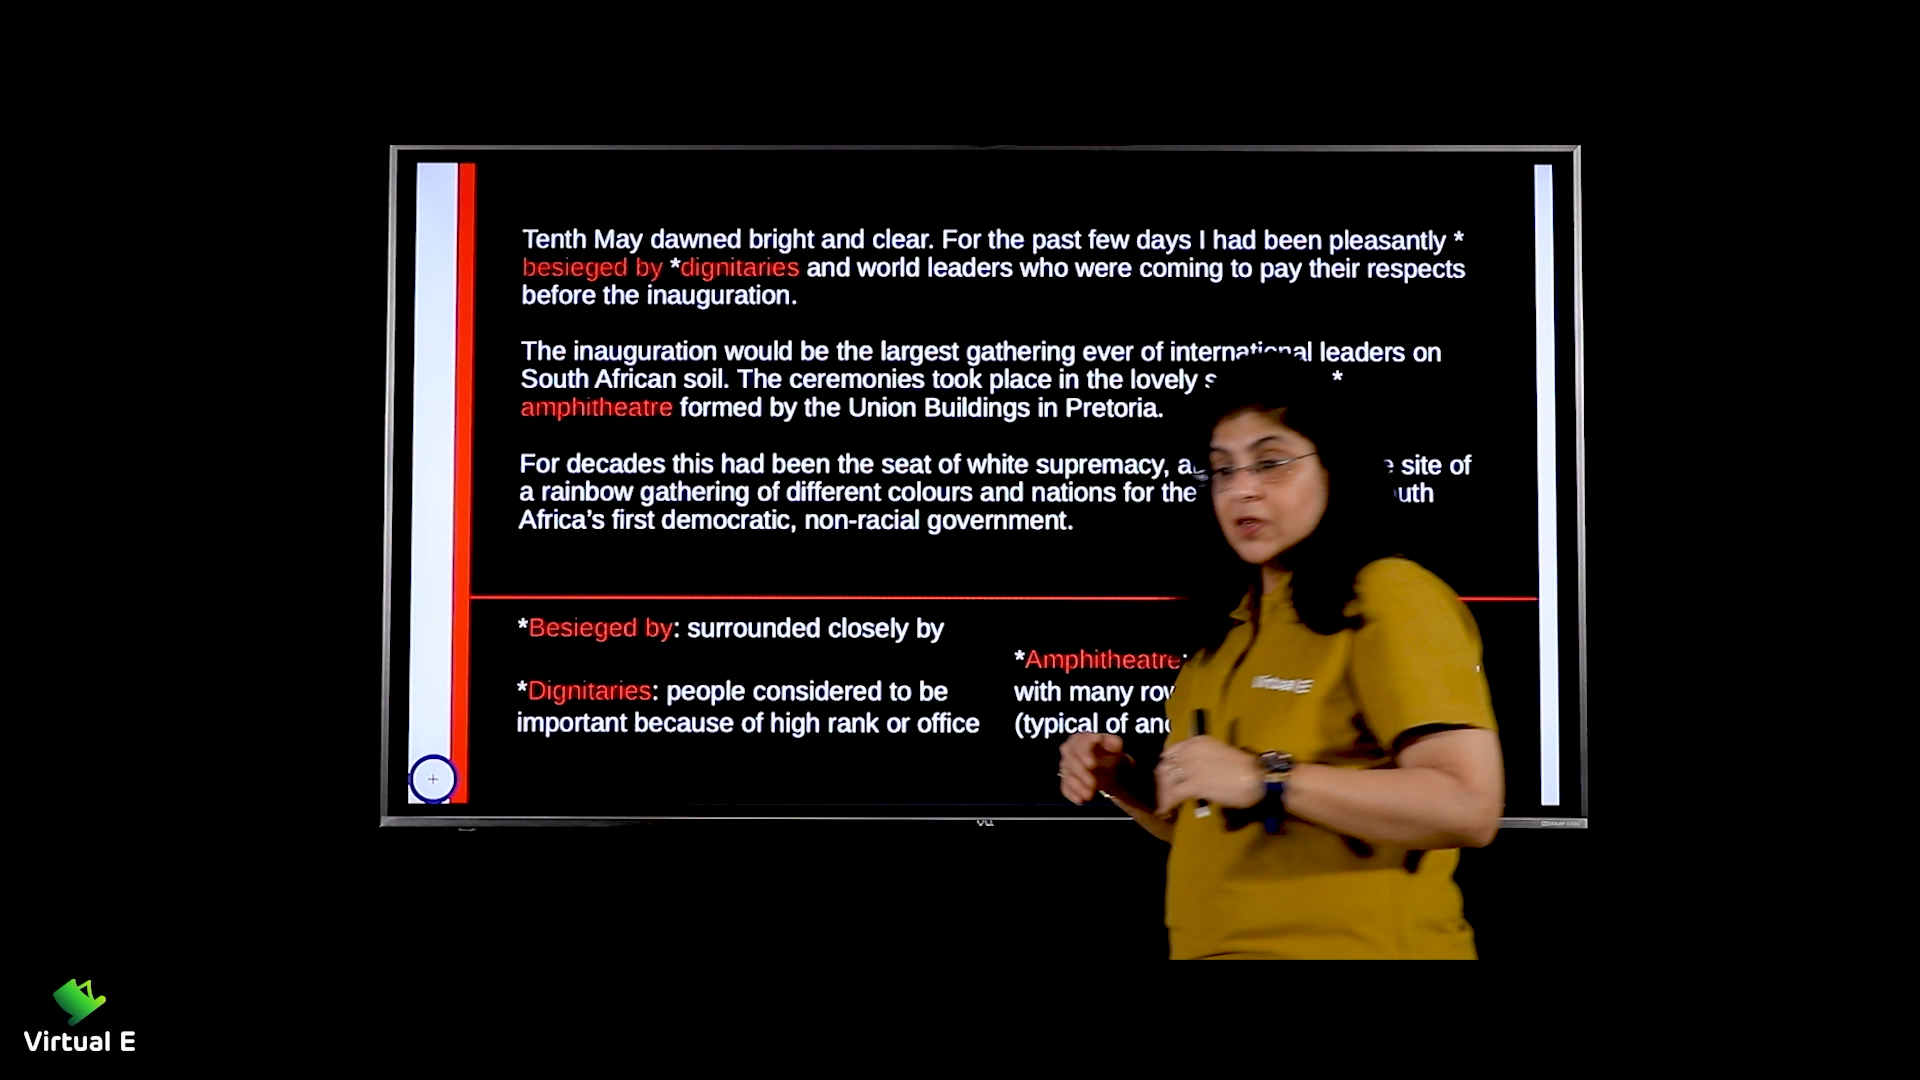 Tenth May dawned bright and clear. For the past few days I had been pleasantly *
besieged by *dignitaries and world leaders who were coming to pay their respects
before the inauguration.
The inauguration would be the largest gathering ever of international leaders on
South African soil. The ceremonies took place in the lovely *
amphitheatre formed by the Union Buildings in Pretoria.
For decades this had been the seat of white supremacy, site of
a rainbow gathering of different colours and nations for the
Africa's first democratic, non-racial government.
*Besieged by: surrounded closely by
*Dignitaries: people considered to be
important because of high rank or office
*Amphitheatre:
with many
(typical of
Virtual E
Virtual E